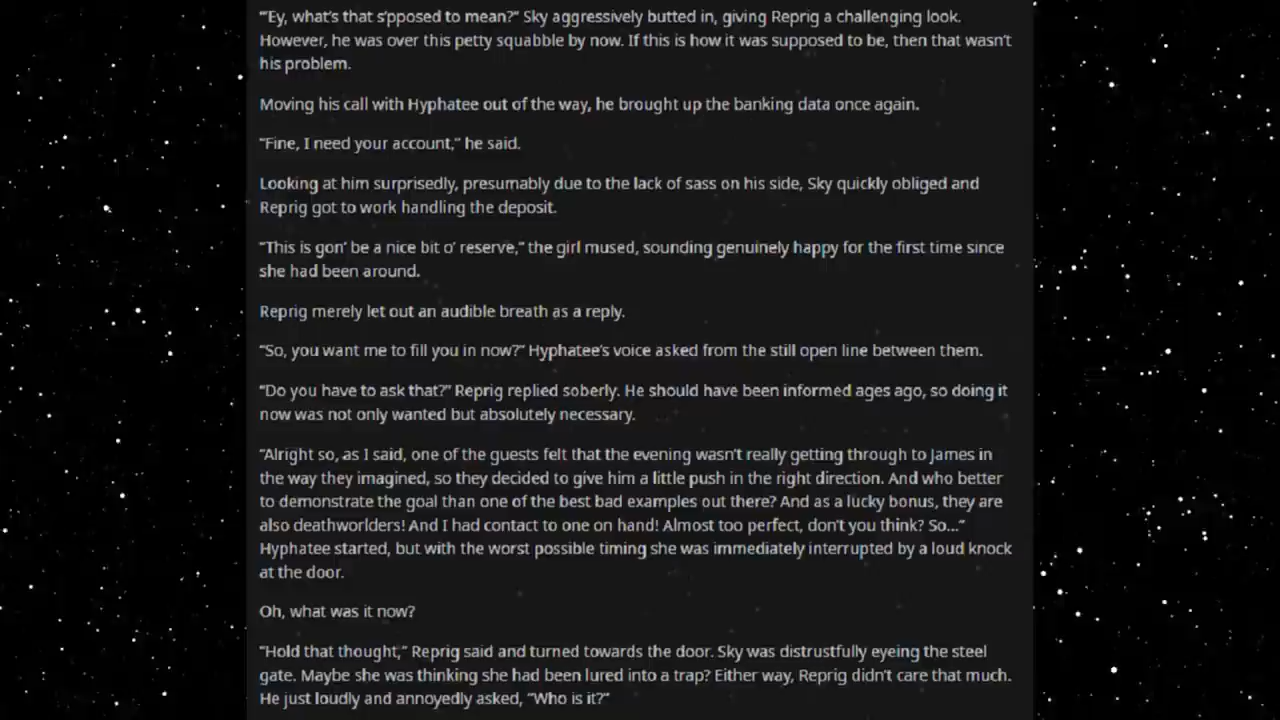 “‘Ey, what’s that s’pposed to mean?” Sky aggressively butted in, giving Reprig a challenging look.
However, he was over this petty squabble by now. If this is how it was supposed to be, then that wasn’t
his problem.
Moving his call with Hyphatee out of the way, he brought up the banking data once again.
“Fine, I need your account,” he said.
Looking at him surprisedly, presumably due to the lack of sass on his side, Sky quickly obliged and
Reprig got to work handling the deposit.
“This is gon’ be a nice bit o’ reserve,” the girl mused, sounding genuinely happy for the first time since
she had been around.
Reprig merely let out an audible breath as a reply.
“So, you want me to fill you in now?” Hyphatee’s voice asked from the still open line between them.
“Do you have to ask that?” Reprig replied soberly. He should have been informed ages ago, so doing it
now was not only wanted but absolutely necessary.
“Alright so, as I said, one of the guests felt that the evening wasn’t really getting through to James in
the way they imagined, so they decided to give him a little push in the right direction. And who better
to demonstrate the goal than one of the best bad examples out there? And as a lucky bonus, they are
also deathworlders! And I had contact to one on hand! Almost too perfect, don’t you think? So…”
Hyphatee started, but with the worst possible timing she was immediately interrupted by a loud knock
at the door.
Oh, what was it now?
“Hold that thought,” Reprig said and turned towards the door. Sky was distrustfully eyeing the steel
gate. Maybe she was thinking she had been lured into a trap? Either way, Reprig didn’t care that much.
He just loudly and annoyedly asked, “Who is it?”